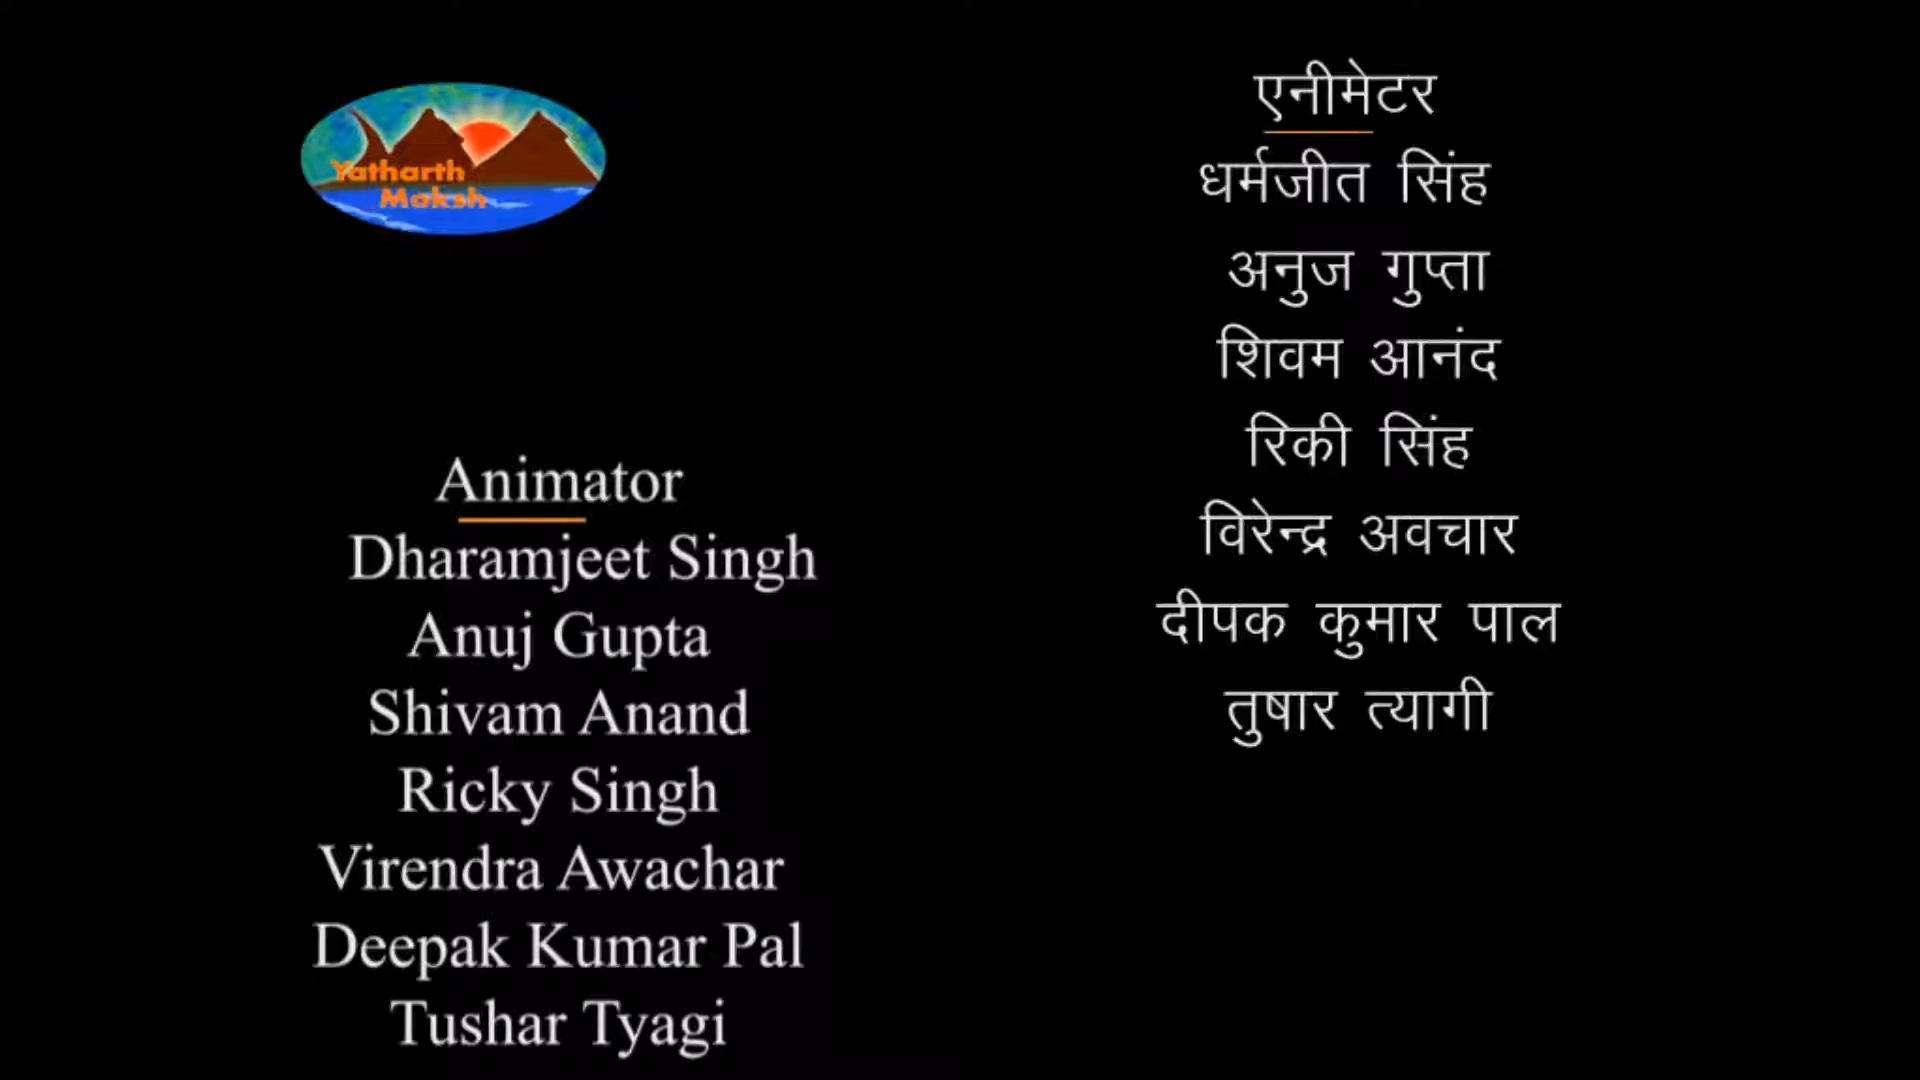 Yatharth
Maksh
Animator
Dharamjeet Singh
Anuj Gupta
Shivam Anand
Ricky Singh
Virendra Awachar
Deepak Kumar Pal
Tushar Tyagi
एनीमेटर
धर्मजीत सिंह
अनुज गुप्ता
शिवम आनंद
रिकी सिंह
विरेन्द्र अवचार
दीपक कुमार पाल
तुषार त्यागी